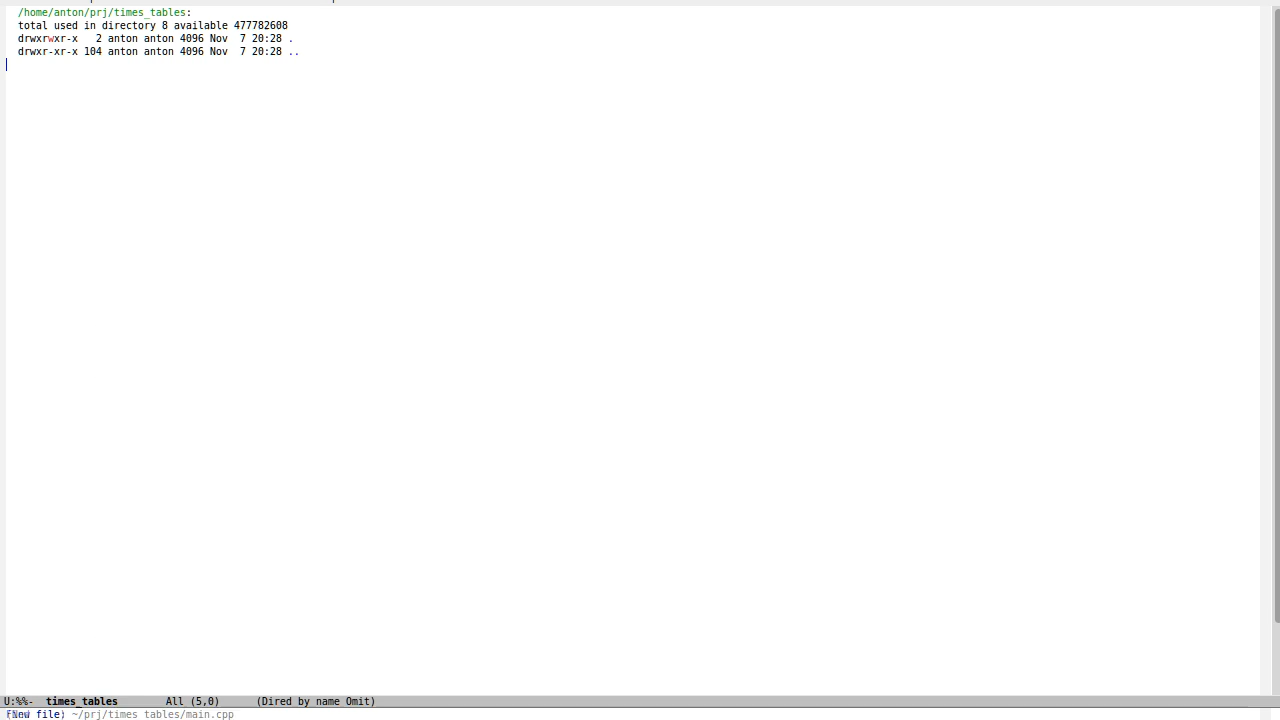 /home/anton/prj/times_tables:
total used in directory 8 available 477782608
drwxrwxr-x   2 anton anton 4096 Nov  7 20:28 .
drwxr-xr-x 104 anton anton 4096 Nov  7 20:28 ..
U:%%-  times_tables        All (5,0)      (Dired by name Omit)
file: ~/prj/times_tables/main.cpp